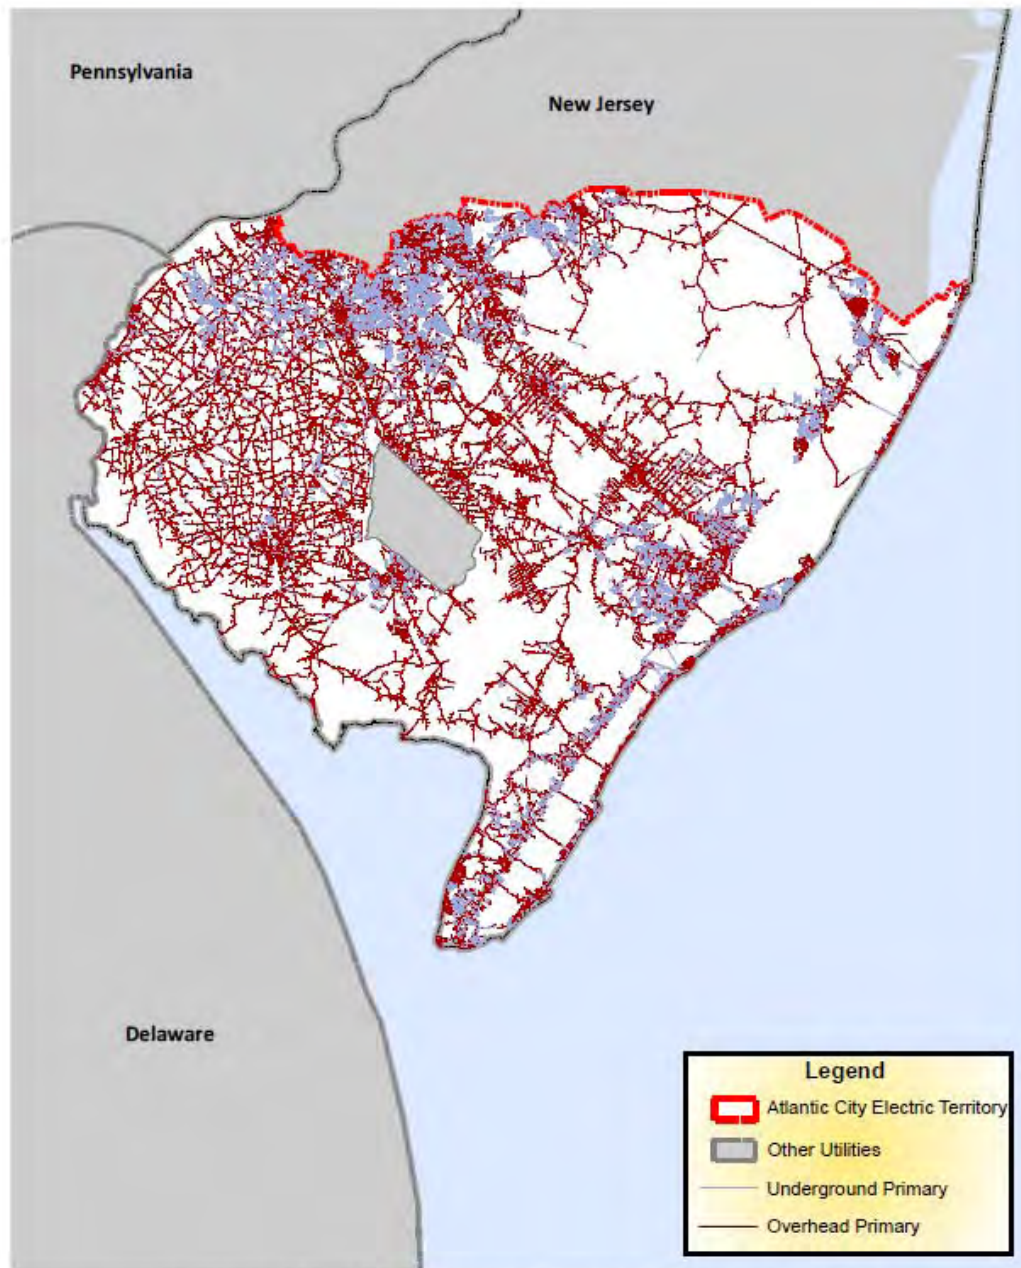 Pennsylvania
New Jersey
Delaware
Legend
Atlantic City Electric Territory
Other Utilities
Underground Primary
Overhead Primary